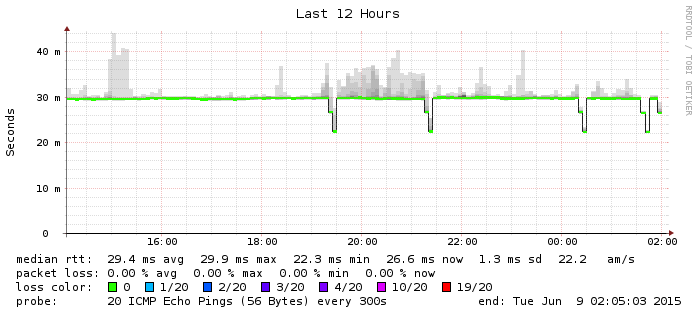 Last 12 Hours
RRDTOOL / TOBI OETIKER
Seconds
40 m
30 m
20 m
10 m
0
16:00 18:00 20:00 22:00 00:00 02:00
median rtt: 29.4 ms avg 29.9 ms max 22.3 ms min 26.6 ms now 1.3 ms sd 22.2 am/s
packet loss: 0.00 % avg 0.00 % max 0.00 % min 0.00 % now
loss color: 0 1/20 2/20 3/20 4/20 10/20 19/20
probe: 20 ICMP Echo Pings (56 Bytes) every 300s end: Tue Jun 9 02:05:03 2015